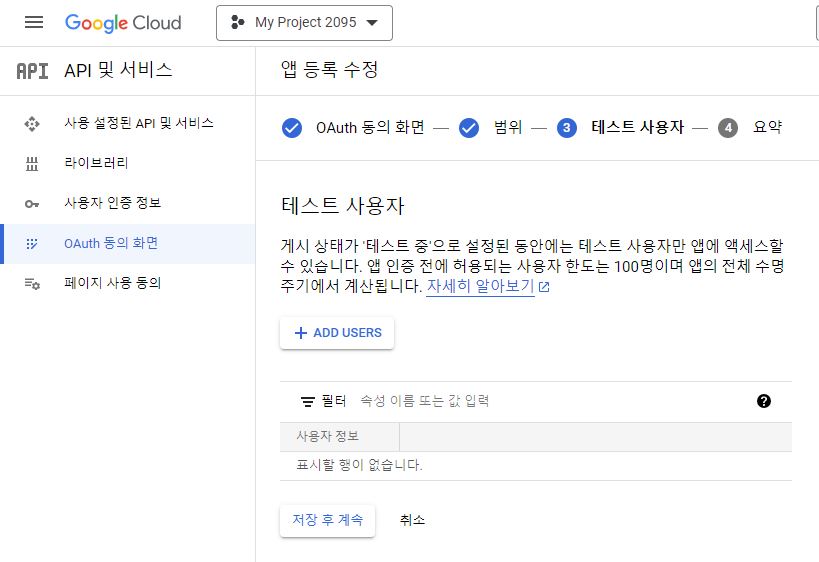 Google Cloud
My Project 2095
API
API 및 서비스
앱 등록 수정
사용 설정된 API 및 서비스
라이브러리
사용자 인증 정보
OAuth 동의 화면
페이지 사용 동의
OAuth 동의 화면
범위
3 테스트 사용자
4 요약
테스트 사용자
게시 상태가 '테스트 중'으로 설정된 동안에는 테스트 사용자만 앱에 액세스할
수 있습니다. 앱 인증 전에 허용되는 사용자 한도는 100명이며 앱의 전체 수명
주기에서 계산됩니다. 자세히 알아보기
+ ADD USERS
필터 속성 이름 또는 값 입력
사용자 정보
표시할 행이 없습니다.
저장 후 계속 취소